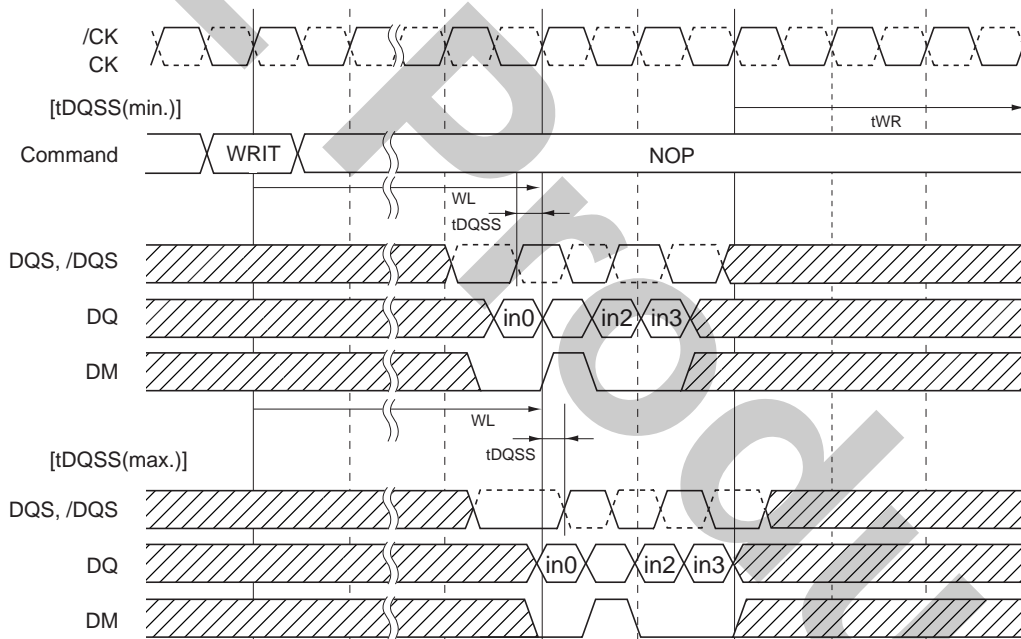 /CK
CK
[tDQSS(min.)]
tWR
Command
WRIT
NOP
WL
tDQSS
DQS, /DQS
DQ
in0
in2
in3
DM
WL
tDQSS
[tDQSS(max.)]
DQS, /DQS
DQ
in0
in2
in3
DM